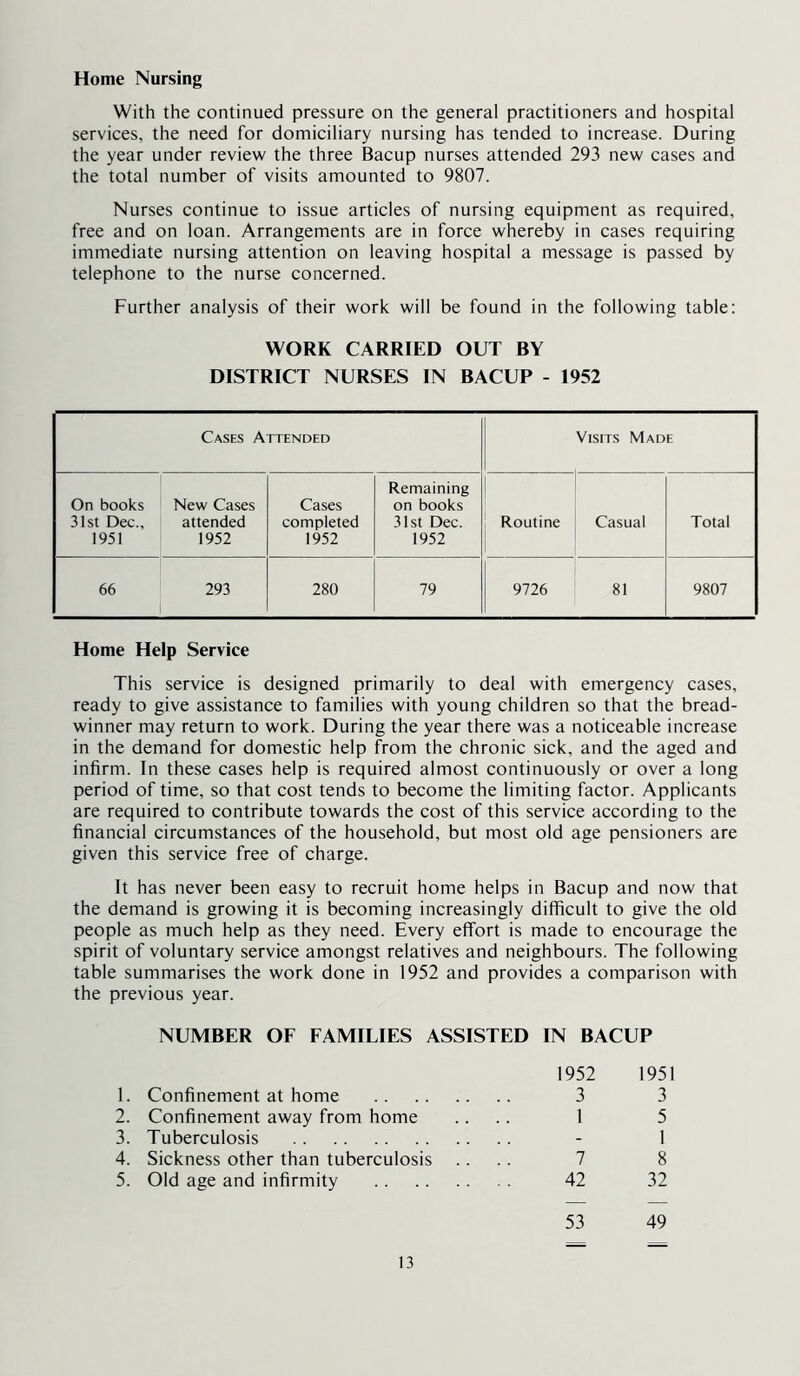 Home Nursing
With the continued pressure on the general practitioners and hospital
services, the need for domiciliary nursing has tended to increase. During
the year under review the three Bacup nurses attended 293 new cases and
the total number of visits amounted to 9807.
Nurses continue to issue articles of nursing equipment as required,
free and on loan. Arrangements are in force whereby in cases requiring
immediate nursing attention on leaving hospital a message is passed by
telephone to the nurse concerned.
Further analysis of their work will be found in the following table:
WORK CARRIED OUT BY
DISTRICT NURSES IN BACUP - 1952
Cases Attended Visits Made
On books 31st Dec., 1951 New Cases attended 1952 Cases completed 1952 Remaining on books 31st Dec. 1952 Routine Casual Total
66 293 280 79 9726 81 9807
Home Help Service
This service is designed primarily to deal with emergency cases,
ready to give assistance to families with young children so that the bread-
winner may return to work. During the year there was a noticeable increase
in the demand for domestic help from the chronic sick, and the aged and
infirm. In these cases help is required almost continuously or over a long
period of time, so that cost tends to become the limiting factor. Applicants
are required to contribute towards the cost of this service according to the
financial circumstances of the household, but most old age pensioners are
given this service free of charge.
It has never been easy to recruit home helps in Bacup and now that
the demand is growing it is becoming increasingly difficult to give the old
people as much help as they need. Every effort is made to encourage the
spirit of voluntary service amongst relatives and neighbours. The following
table summarises the work done in 1952 and provides a comparison with
the previous year.
NUMBER OF FAMILIES ASSISTED IN BACUP
1952 1951
1. Confinement at home .. .. .. .. 3 3
2. Confinement away from home .. .. 1 5
3. Tuberculosis .. .. .. .. .. .. - 1
4. Sickness other than tuberculosis .. .. 7 8
5. Old age and infirmity .. .. .. .. 42 32
53 49
13